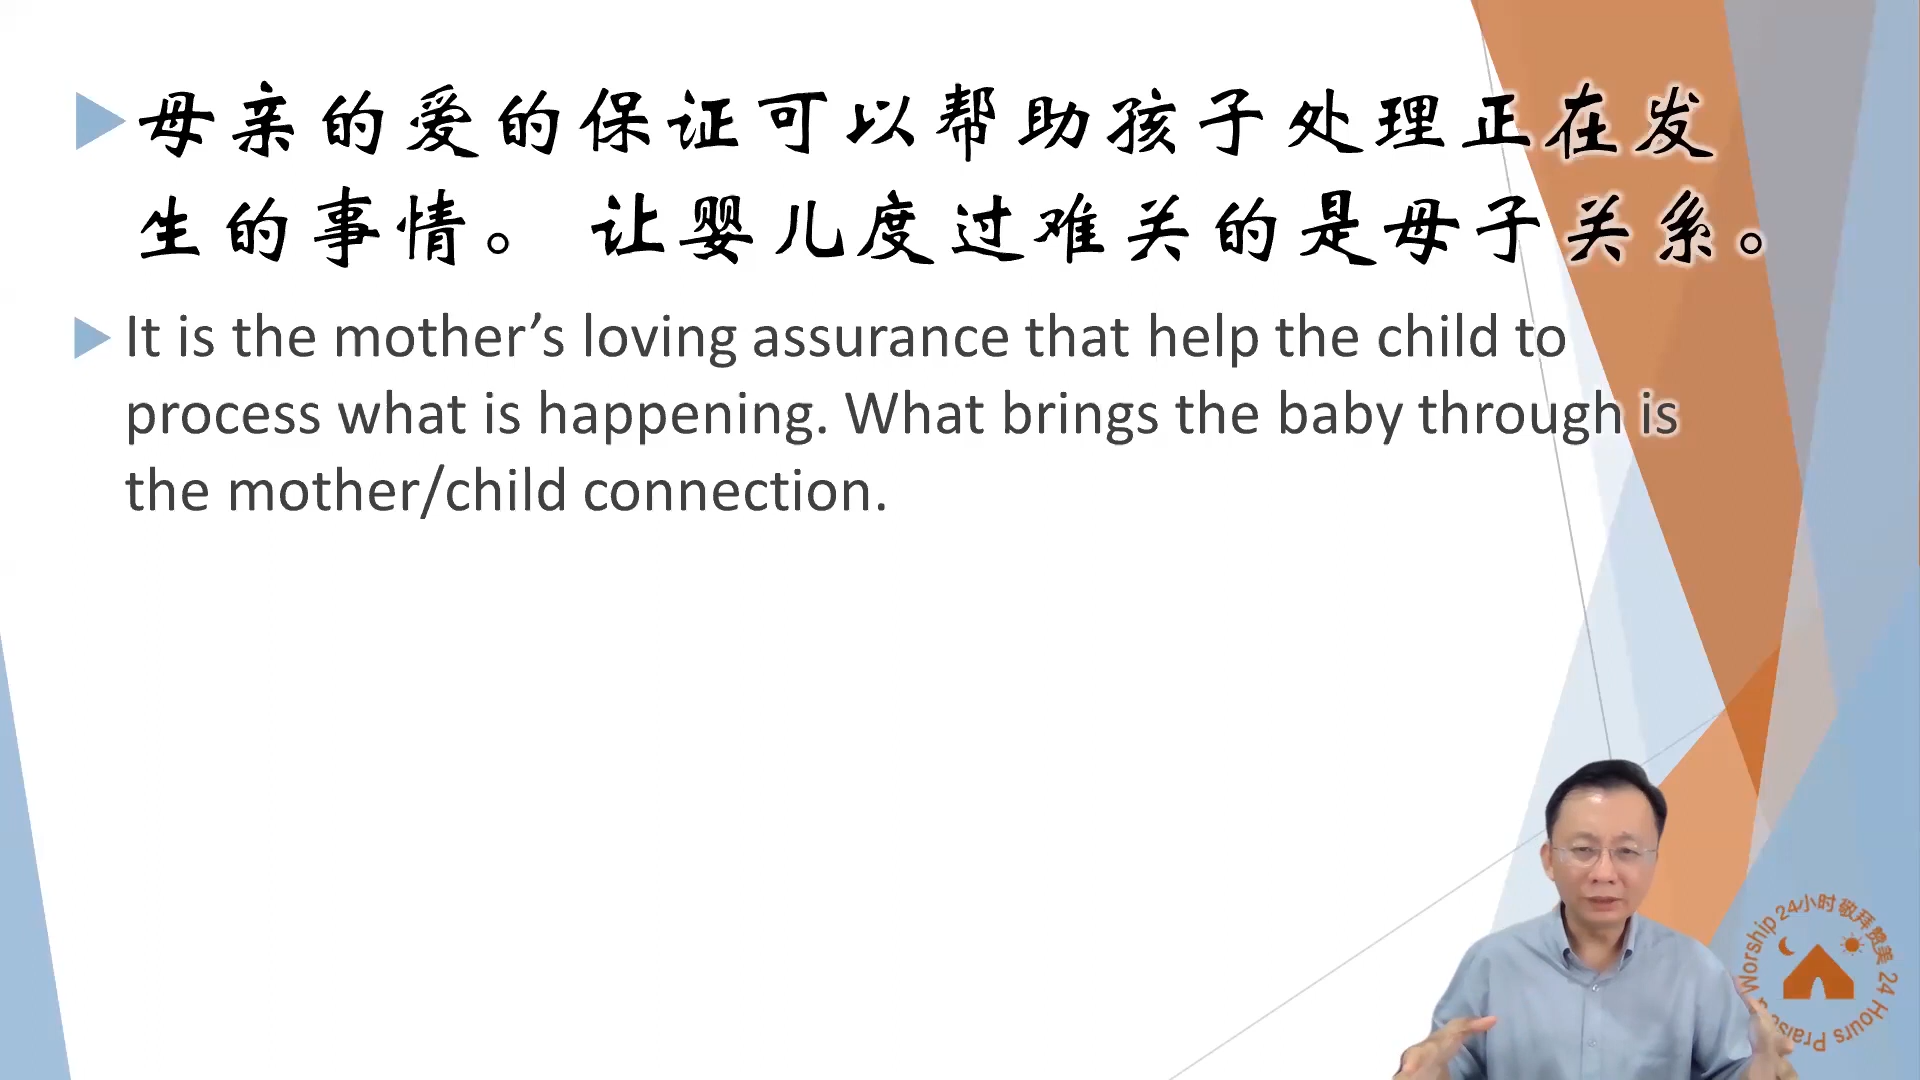 母亲的爱的保证可以帮助孩子处理正在发
生的事情。 让婴儿度过难关的是母子关系。
It is the mother’s loving assurance that help the child to
process what is happening. What brings the baby through is
the mother/child connection.
Worship 24小时敬拜赞美 24 Hours Praise